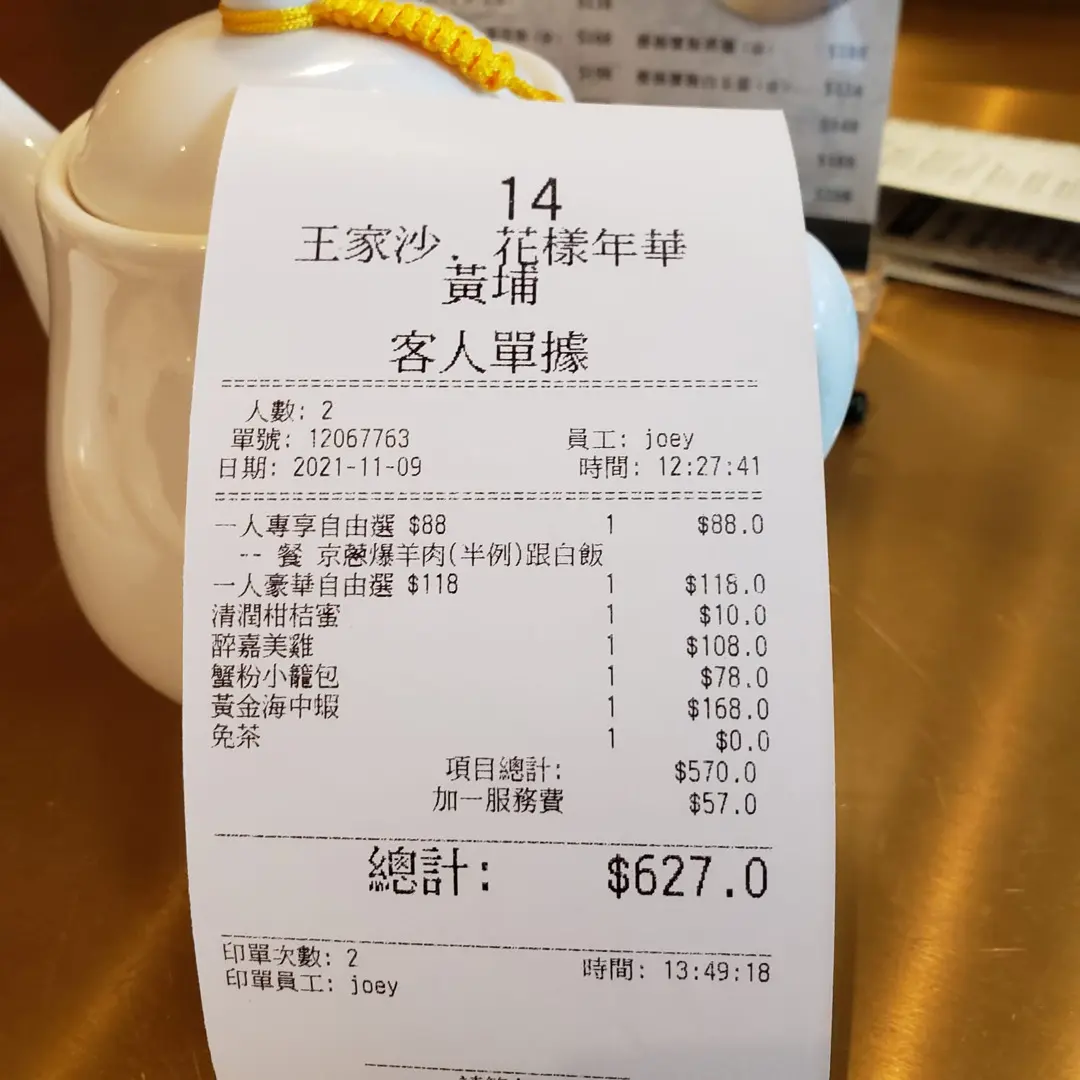 14
王家沙．花樣年華
黃埔
客人單據
人數: 2
單號: 12067763 員工: joey
日期: 2021-11-09 時間: 12:27:41
一人專享自由選 $88 1 $88.0
-- 餐 京蔥爆羊肉(半例)跟白飯
一人豪華自由選 $118 1 $118.0
清潤柑桔蜜 1 $10.0
醉嘉美雞 1 $108.0
蟹粉小籠包 1 $78.0
黃金海中蝦 1 $168.0
免茶 1 $0.0
項目總計: $570.0
加一服務費 $57.0
總計: $627.0
印單次數: 2 時間: 13:49:18
印單員工: joey